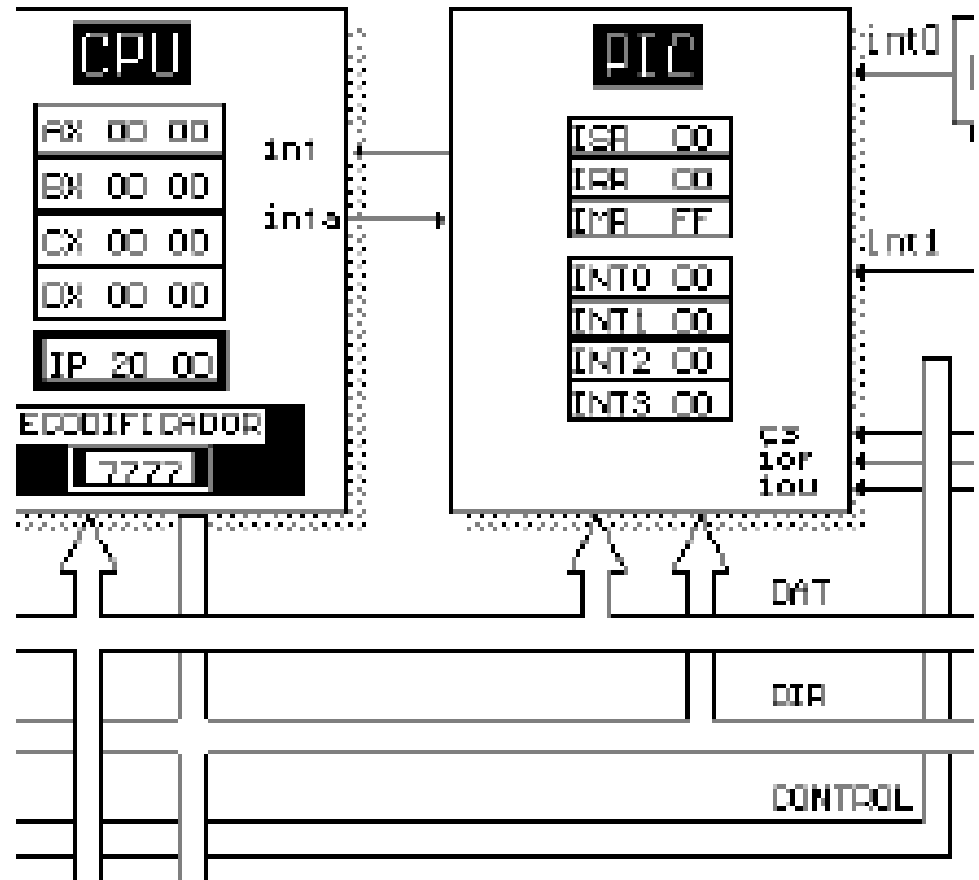 CPU
AX 00 00
BX 00 00
CX 00 00
DX 00 00
IP 20 00
ECODIFICADOR
????
int
inta
PIC
ISR 00
IRR 00
IMR FF
INT0 00
INT1 00
INT2 00
INT3 00
cs
ior
iow
int0
int1
DAT
DIR
CONTROL